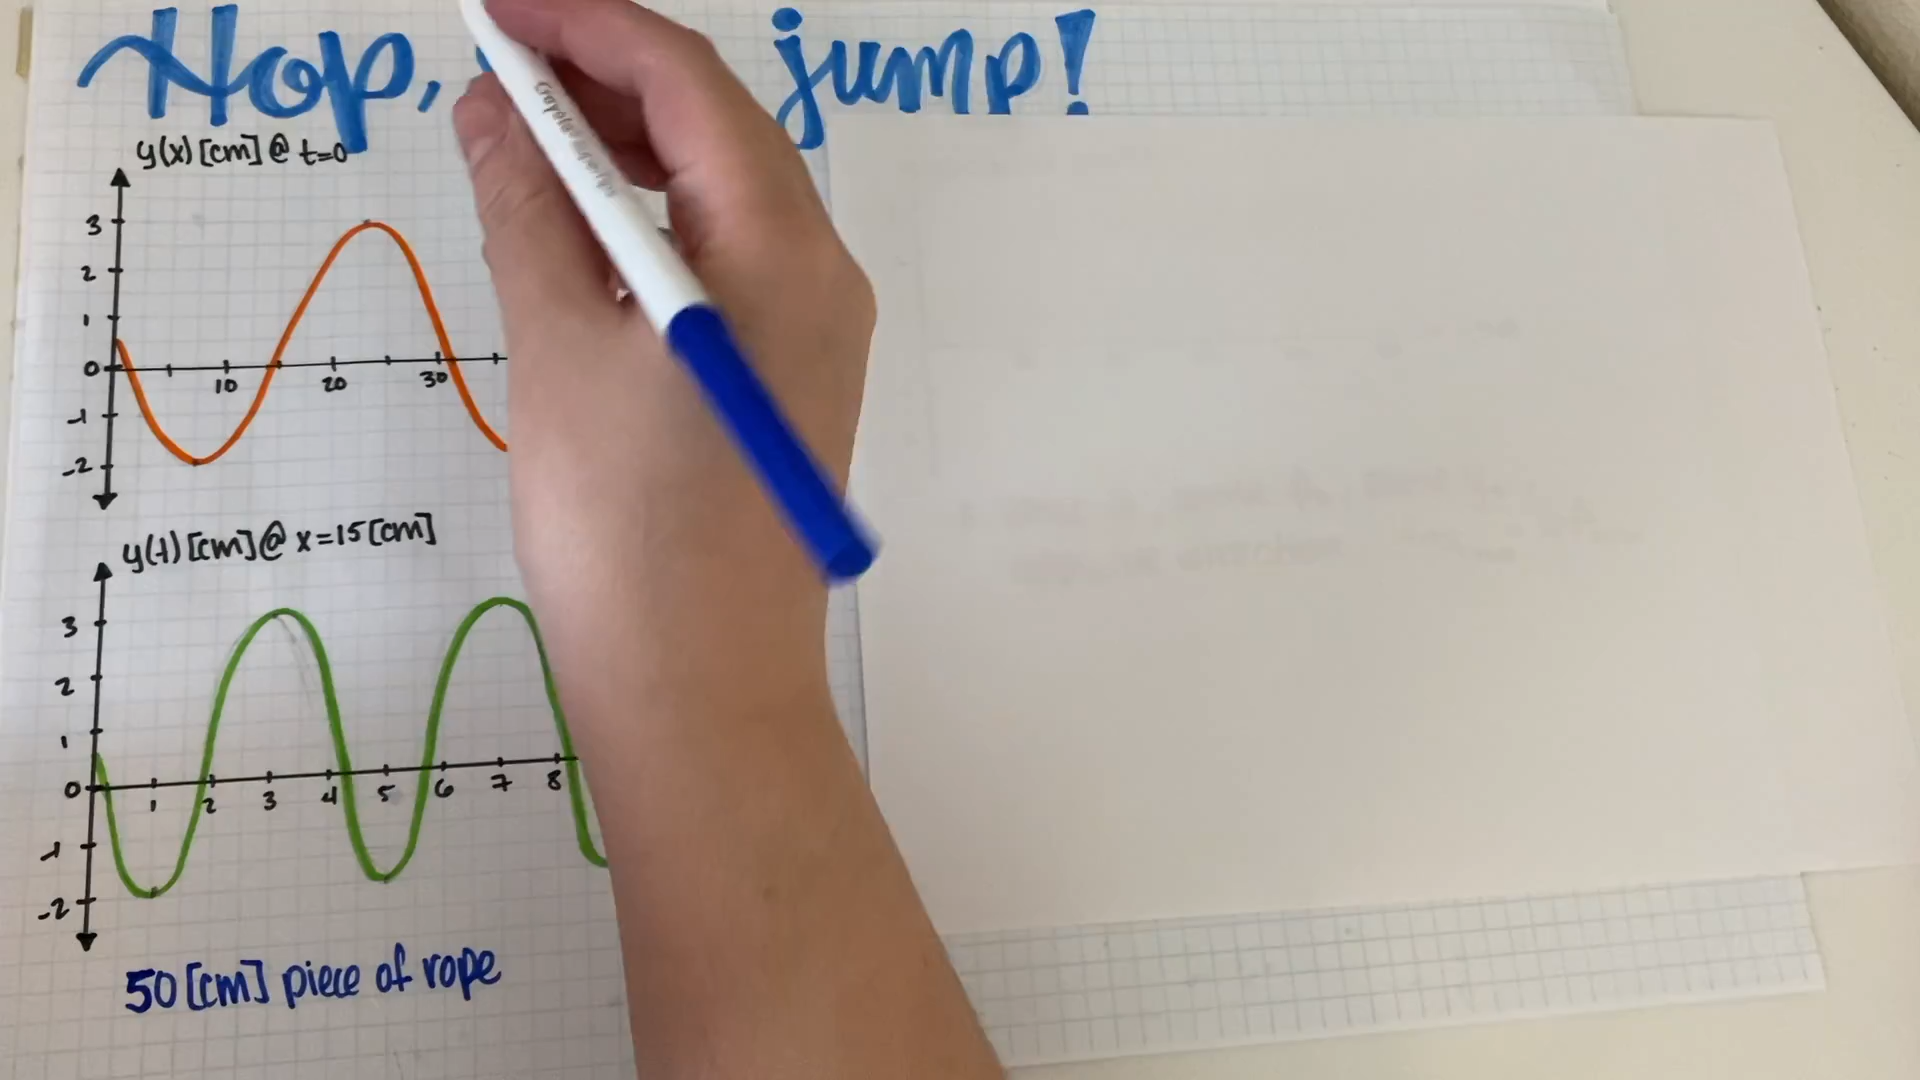 Hop, jump!
y(x) [cm] @ t=0
3
2
1
0
-1
-2
10 20 30
y(t) [cm] @ x=15 [cm]
3
2
1
0
-1
-2
1 2 3 4 5 6 7 8
50 [cm] piece of rope
Crayola